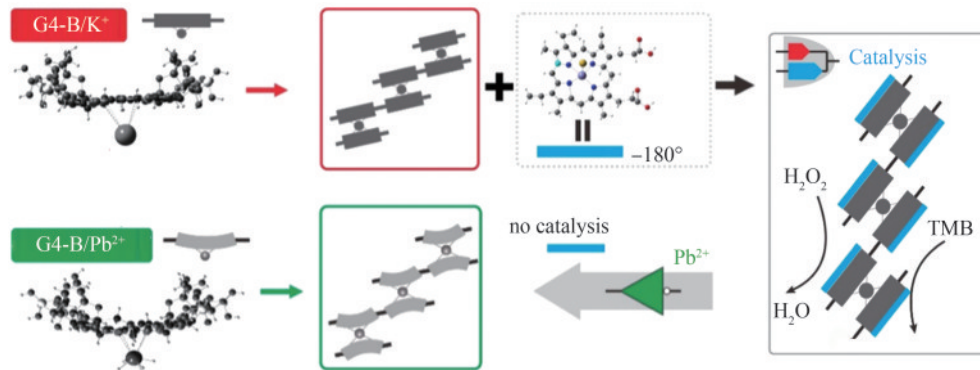 G4-B/K⁺
Catalysis
–180°
H₂O₂
TMB
H₂O
G4-B/Pb²⁺
no catalysis
Pb²⁺